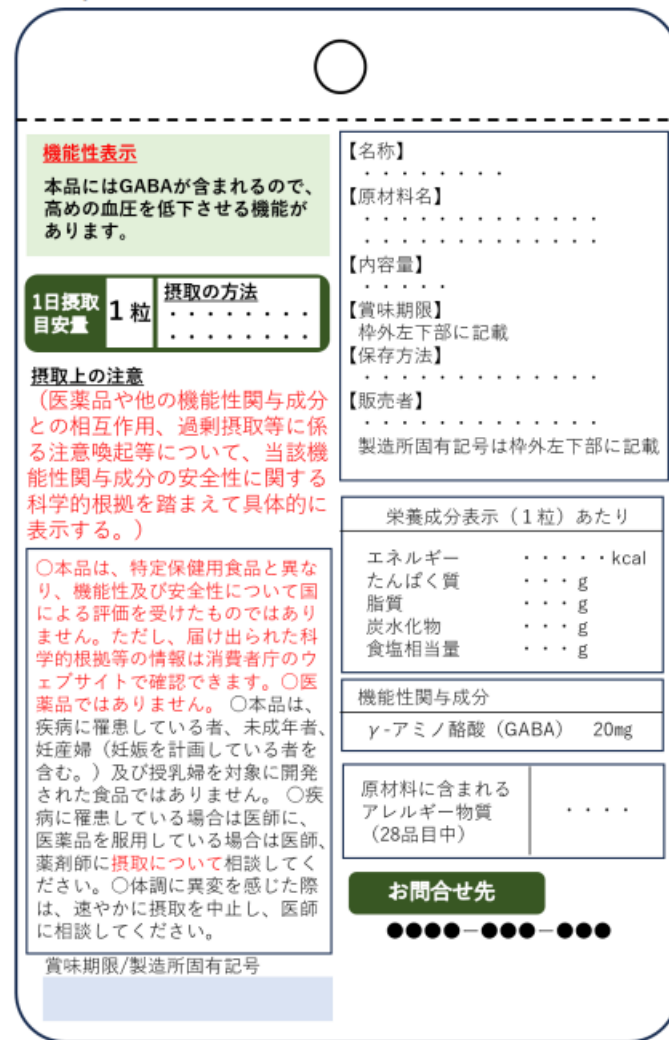 機能性表示
本品にはGABAが含まれるので、
高めの血圧を低下させる機能が
あります。
1日摂取
目安量
1粒
摂取の方法
・・・・・・・・
・・・・・・・・
摂取上の注意
（医薬品や他の機能性関与成分
との相互作用、過剰摂取等に係
る注意喚起等について、当該機
能性関与成分の安全性に関する
科学的根拠を踏まえて具体的に
表示する。）
〇本品は、特定保健用食品と異な
り、機能性及び安全性について国
による評価を受けたものではあり
ません。ただし、届け出られた科
学的根拠等の情報は消費者庁のウ
ェブサイトで確認できます。〇医
薬品ではありません。〇本品は、
疾病に罹患している者、未成年者、
妊産婦（妊娠を計画している者を
含む。）及び授乳婦を対象に開発
された食品ではありません。〇疾
病に罹患している場合は医師に、
医薬品を服用している場合は医師、
薬剤師に摂取について相談してく
ださい。〇体調に異変を感じた際
は、速やかに摂取を中止し、医師
に相談してください。
賞味期限/製造所固有記号
【名称】
・・・・・・・・
【原材料名】
・・・・・・・・・・・・・
・・・・・・・・・・・・・
【内容量】
・・・・・
【賞味期限】
枠外左下部に記載
【保存方法】
・・・・・・・・・・・・・
【販売者】
・・・・・・・・・・・・・
製造所固有記号は枠外左下部に記載
栄養成分表示（１粒）あたり
エネルギー ・・・・・kcal
たんぱく質 ・・・g
脂質 ・・・g
炭水化物 ・・・g
食塩相当量 ・・・g
機能性関与成分
γ-アミノ酪酸（GABA） 20mg
原材料に含まれる
アレルギー物質
（28品目中）
・・・・
お問合せ先
●●●●－●●●－●●●